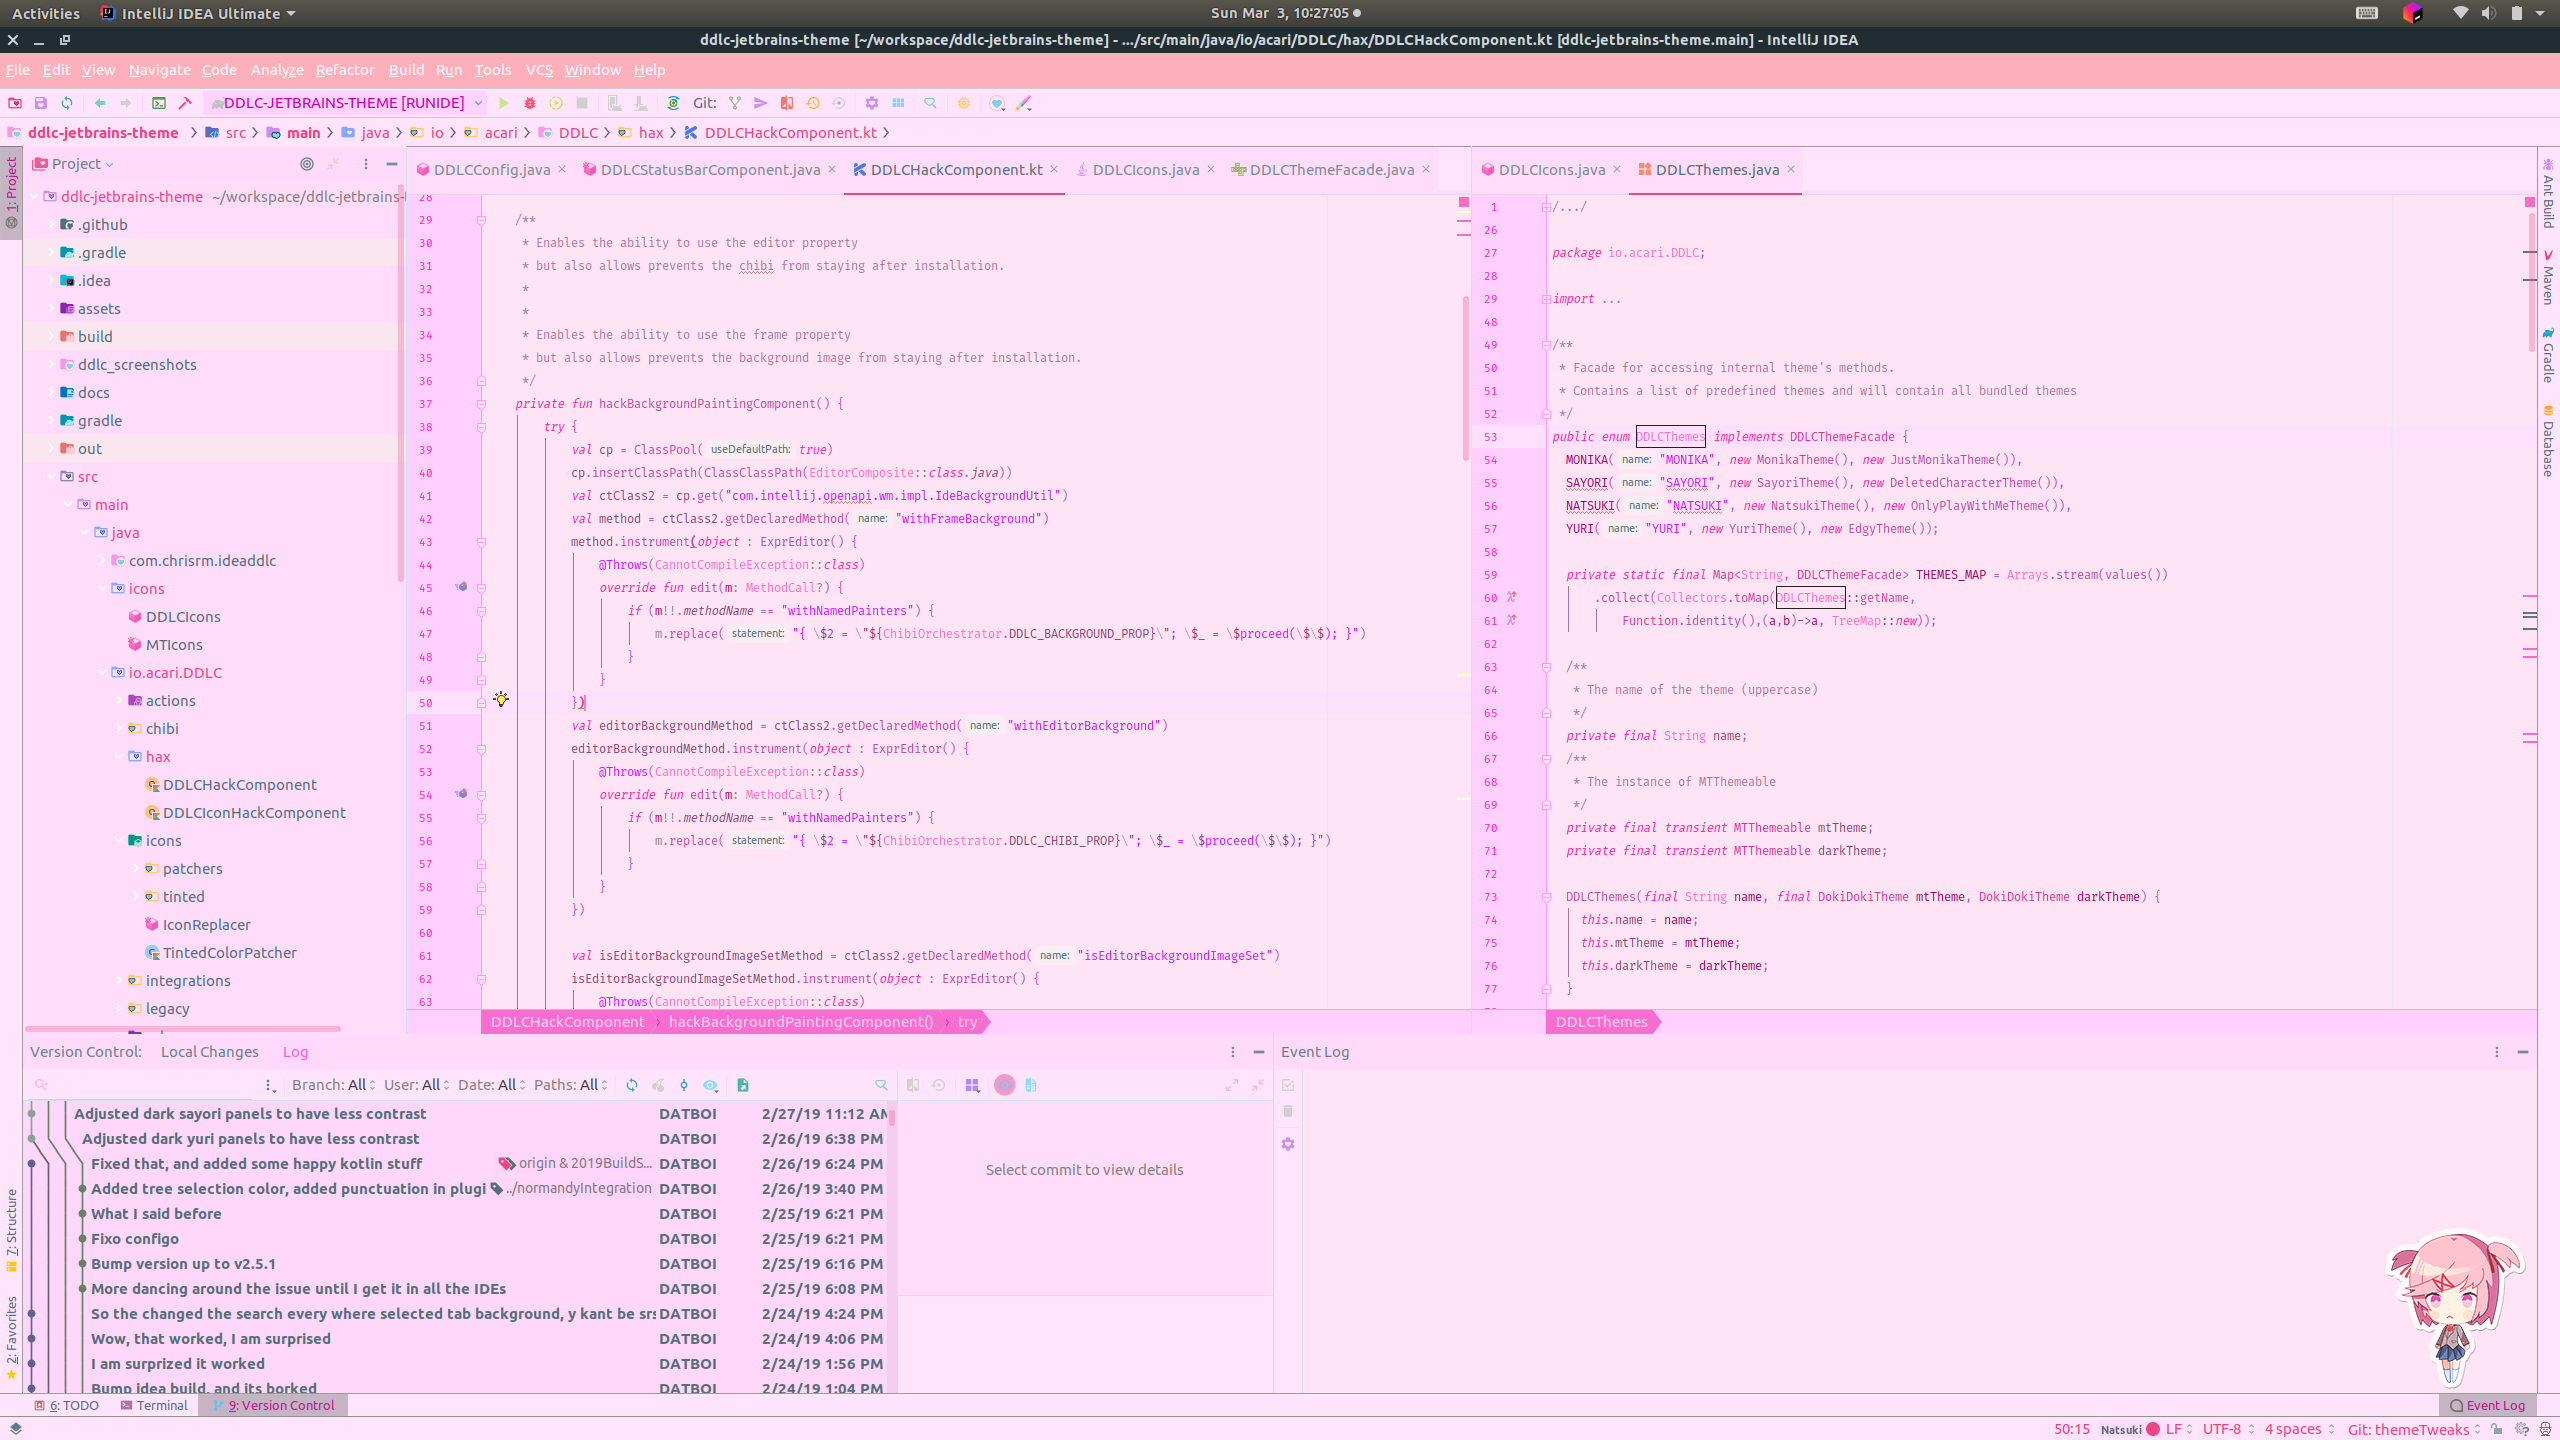 Activities IntelliJ IDEA Ultimate Sun Mar 3, 10:27:05
ddlc-jetbrains-theme [~/workspace/ddlc-jetbrains-theme] - .../src/main/java/io/acari/DDLC/hax/DDLCHackComponent.kt [ddlc-jetbrains-theme.main] - IntelliJ IDEA
File Edit View Navigate Code Analyze Refactor Build Run Tools VCS Window Help
DDLC-JETBRAINS-THEME [RUNIDE] Git:
ddlc-jetbrains-theme src main java io acari DDLC hax DDLCHackComponent.kt
1: Project
7: Structure
2: Favorites
Project
ddlc-jetbrains-theme ~/workspace/ddlc-jetbrains-
.github
.gradle
.idea
assets
build
ddlc_screenshots
docs
gradle
out
src
main
java
com.chrisrm.ideaddlc
icons
DDLCIcons
MTIcons
io.acari.DDLC
actions
chibi
hax
DDLCHackComponent
DDLCIconHackComponent
icons
patchers
tinted
IconReplacer
TintedColorPatcher
integrations
legacy
DDLCConfig.java DDLCStatusBarComponent.java DDLCHackComponent.kt DDLCIcons.java DDLCThemeFacade.java
28
29 /**
30 * Enables the ability to use the editor property
31 * but also allows prevents the chibi from staying after installation.
32 *
33 *
34 * Enables the ability to use the frame property
35 * but also allows prevents the background image from staying after installation.
36 */
37 private fun hackBackgroundPaintingComponent() {
38 try {
39 val cp = ClassPool( useDefaultPath: true)
40 cp.insertClassPath(ClassClassPath(EditorComposite::class.java))
41 val ctClass2 = cp.get("com.intellij.openapi.wm.impl.IdeBackgroundUtil")
42 val method = ctClass2.getDeclaredMethod( name: "withFrameBackground")
43 method.instrument(object : ExprEditor() {
44 @Throws(CannotCompileException::class)
45 override fun edit(m: MethodCall?) {
46 if (m!!.methodName == "withNamedPainters") {
47 m.replace( statement: "{ \$2 = \"${ChibiOrchestrator.DDLC_BACKGROUND_PROP}\"; \$_ = \$proceed(\$\$); }")
48 }
49 }
50 })
51 val editorBackgroundMethod = ctClass2.getDeclaredMethod( name: "withEditorBackground")
52 editorBackgroundMethod.instrument(object : ExprEditor() {
53 @Throws(CannotCompileException::class)
54 override fun edit(m: MethodCall?) {
55 if (m!!.methodName == "withNamedPainters") {
56 m.replace( statement: "{ \$2 = \"${ChibiOrchestrator.DDLC_CHIBI_PROP}\"; \$_ = \$proceed(\$\$); }")
57 }
58 }
59 })
60
61 val isEditorBackgroundImageSetMethod = ctClass2.getDeclaredMethod( name: "isEditorBackgroundImageSet")
62 isEditorBackgroundImageSetMethod.instrument(object : ExprEditor() {
63 @Throws(CannotCompileException::class)
DDLCHackComponent hackBackgroundPaintingComponent() try
DDLCIcons.java DDLCThemes.java
1 /.../
26
27 package io.acari.DDLC;
28
29 import ...
48
49 /**
50 * Facade for accessing internal theme's methods.
51 * Contains a list of predefined themes and will contain all bundled themes
52 */
53 public enum DDLCThemes implements DDLCThemeFacade {
54 MONIKA( name: "MONIKA", new MonikaTheme(), new JustMonikaTheme()),
55 SAYORI( name: "SAYORI", new SayoriTheme(), new DeletedCharacterTheme()),
56 NATSUKI( name: "NATSUKI", new NatsukiTheme(), new OnlyPlayWithMeTheme()),
57 YURI( name: "YURI", new YuriTheme(), new EdgyTheme());
58
59 private static final Map<String, DDLCThemeFacade> THEMES_MAP = Arrays.stream(values())
60 .collect(Collectors.toMap(DDLCThemes::getName,
61 Function.identity(),(a,b)->a, TreeMap::new));
62
63 /**
64 * The name of the theme (uppercase)
65 */
66 private final String name;
67 /**
68 * The instance of MTThemeable
69 */
70 private final transient MTThemeable mtTheme;
71 private final transient MTThemeable darkTheme;
72
73 DDLCThemes(final String name, final DokiDokiTheme mtTheme, DokiDokiTheme darkTheme) {
74 this.name = name;
75 this.mtTheme = mtTheme;
76 this.darkTheme = darkTheme;
77 }
DDLCThemes
Ant Build
Maven
Gradle
Database
Version Control: Local Changes Log
Branch: All User: All Date: All Paths: All
Adjusted dark sayori panels to have less contrast DATBOI 2/27/19 11:12 AM
Adjusted dark yuri panels to have less contrast DATBOI 2/26/19 6:38 PM
Fixed that, and added some happy kotlin stuff origin & 2019BuildS... DATBOI 2/26/19 6:24 PM
Added tree selection color, added punctuation in plugi ../normandyIntegration DATBOI 2/26/19 3:40 PM
What I said before DATBOI 2/25/19 6:21 PM
Fixo configo DATBOI 2/25/19 6:21 PM
Bump version up to v2.5.1 DATBOI 2/25/19 6:16 PM
More dancing around the issue until I get it in all the IDEs DATBOI 2/25/19 6:08 PM
So the changed the search every where selected tab background, y kant be srs DATBOI 2/24/19 4:24 PM
Wow, that worked, I am surprised DATBOI 2/24/19 4:06 PM
I am surprized it worked DATBOI 2/24/19 1:56 PM
Bump idea build, and its borked DATBOI 2/24/19 1:04 PM
Select commit to view details
Event Log
6: TODO Terminal 9: Version Control Event Log
50:15 Natsuki LF UTF-8 4 spaces Git: themeTweaks